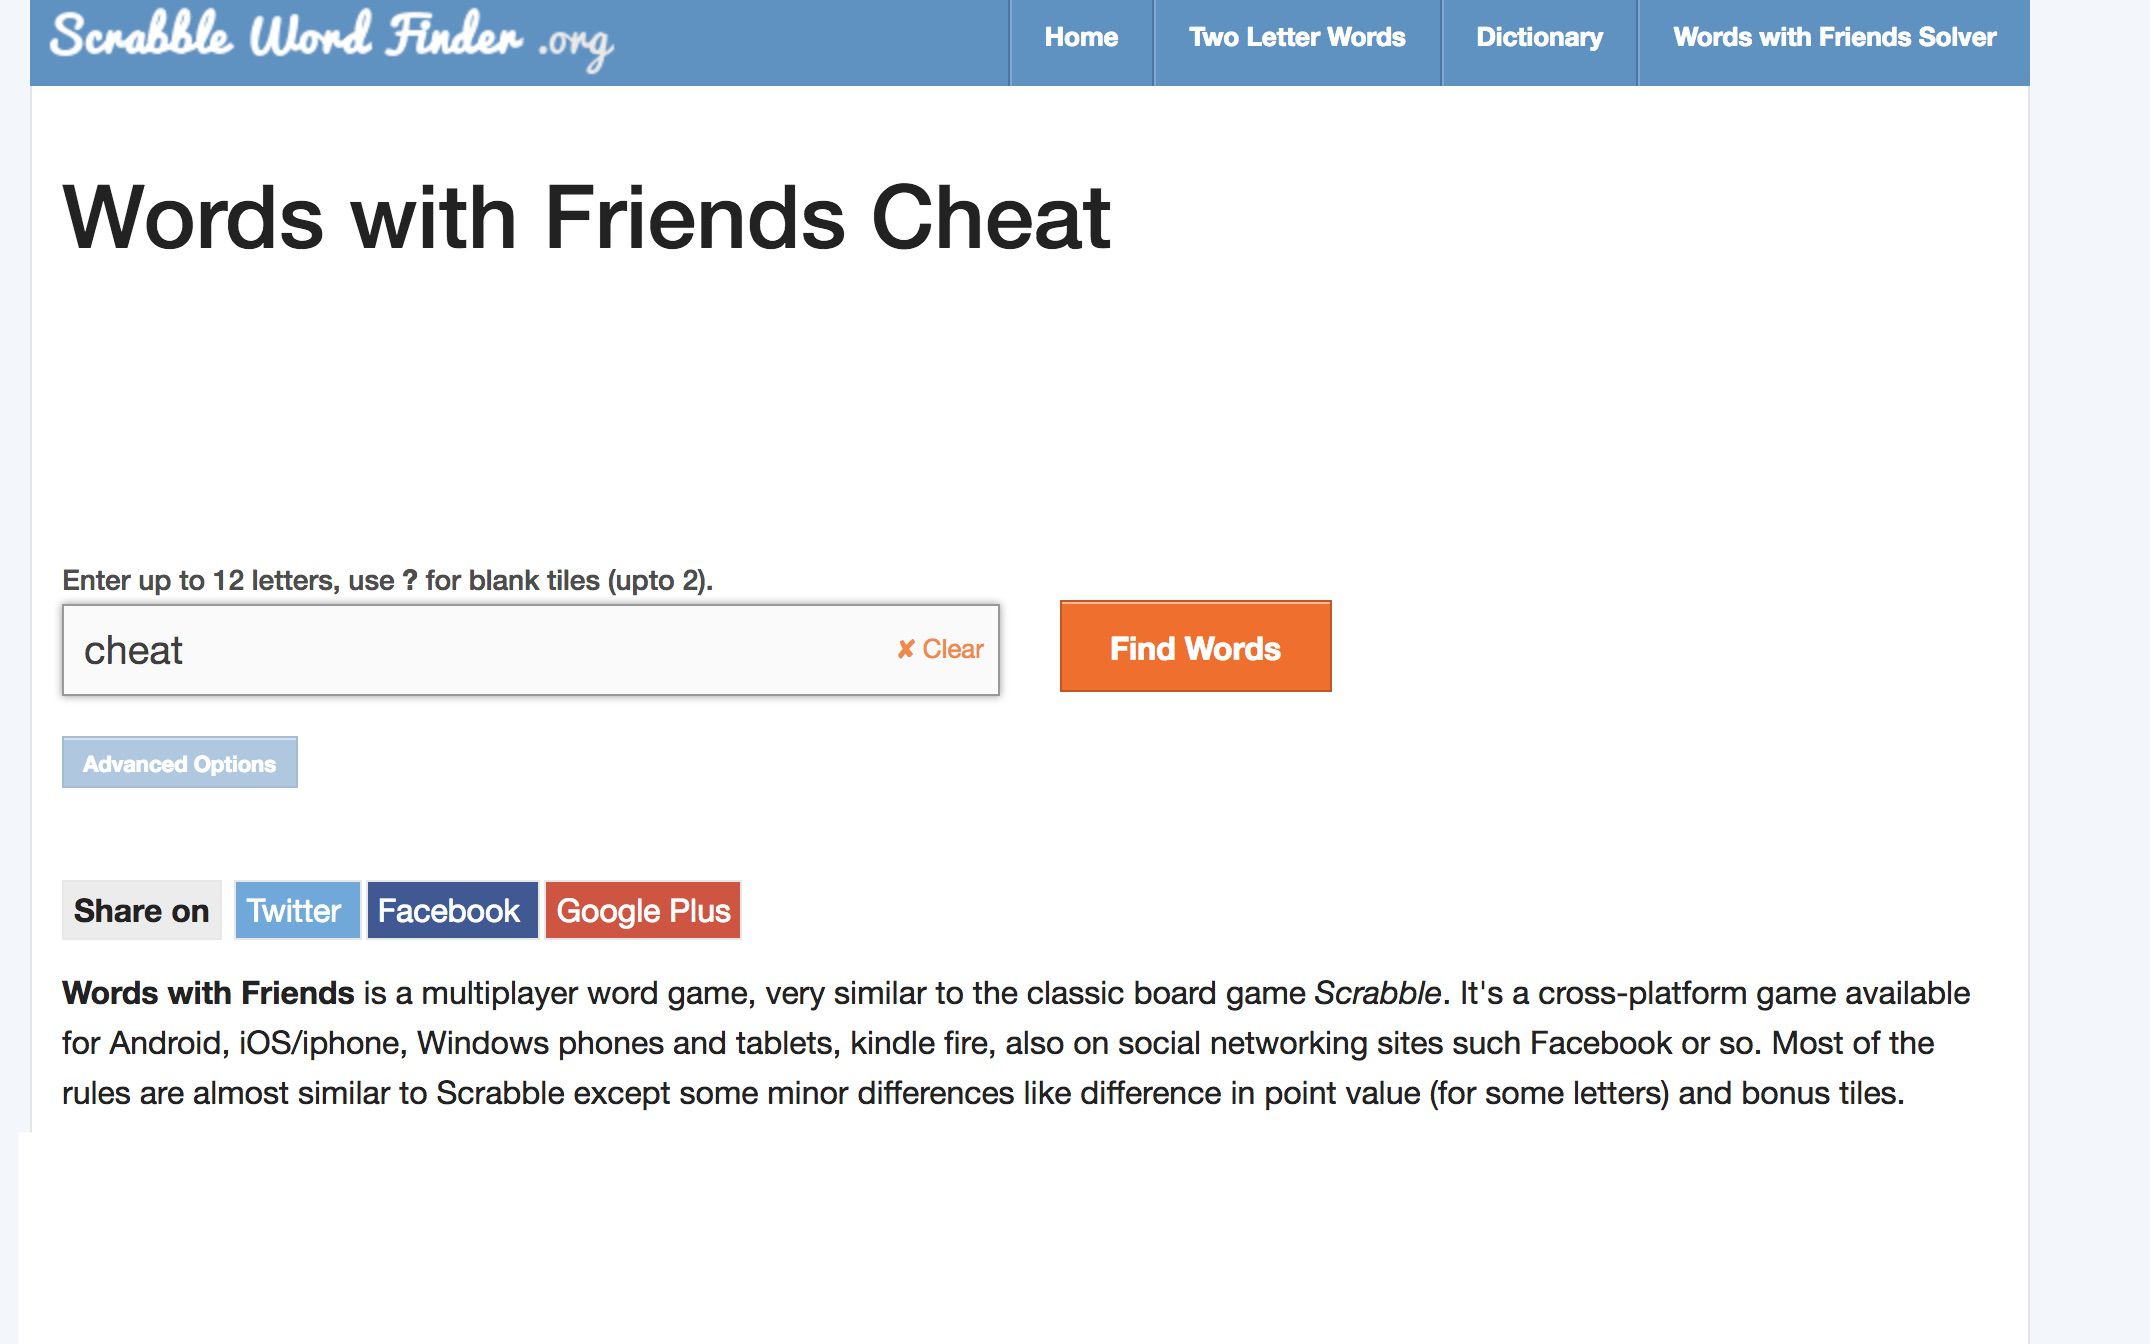 Scrabble Word Finder .org
Home
Two Letter Words
Dictionary
Words with Friends Solver
Words with Friends Cheat
Enter up to 12 letters, use ? for blank tiles (upto 2).
cheat
✘ Clear
Find Words
Advanced Options
Share on
Twitter
Facebook
Google Plus
Words with Friends is a multiplayer word game, very similar to the classic board game Scrabble. It's a cross-platform game available
for Android, iOS/iphone, Windows phones and tablets, kindle fire, also on social networking sites such Facebook or so. Most of the
rules are almost similar to Scrabble except some minor differences like difference in point value (for some letters) and bonus tiles.